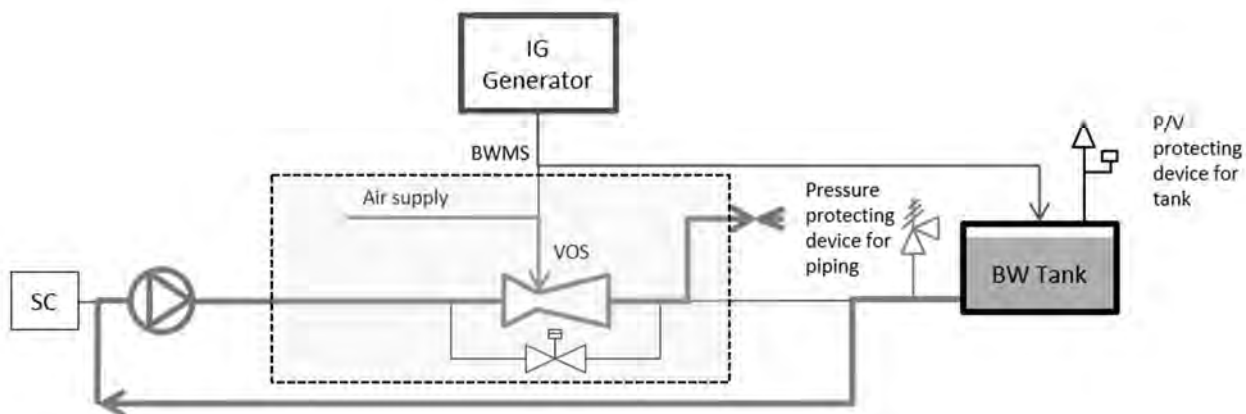 IG
Generator
BWMS
P/V
protecting
device for
tank
Air supply
Pressure
protecting
device for
piping
VOS
SC
BW Tank